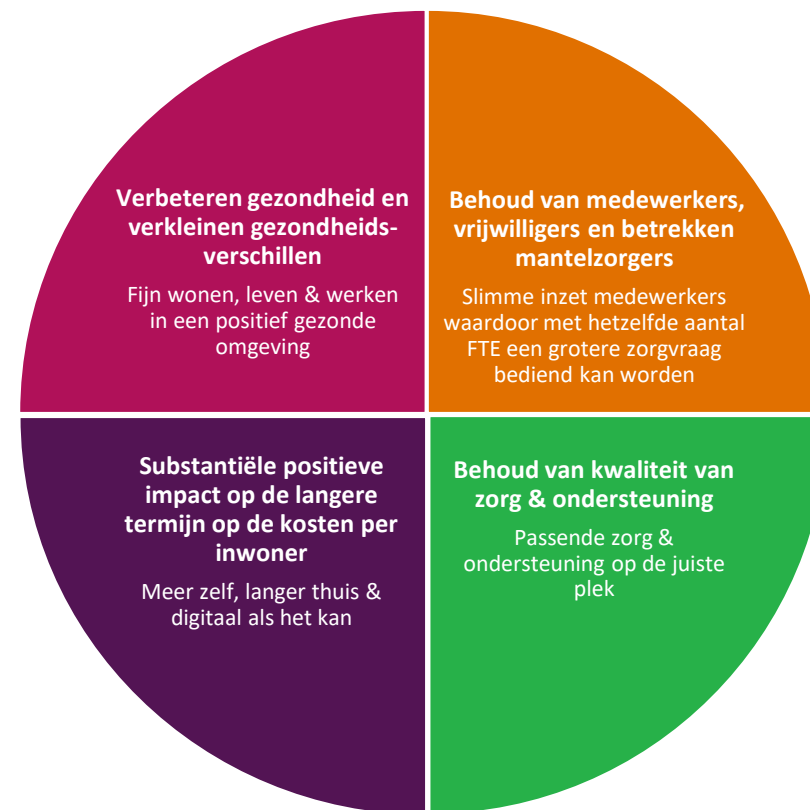 Verbeteren gezondheid en
verkleinen gezondheids-
verschillen
Fijn wonen, leven & werken
in een positief gezonde
omgeving
Behoud van medewerkers,
vrijwilligers en betrekken
mantelzorgers
Slimme inzet medewerkers
waardoor met hetzelfde aantal
FTE een grotere zorgvraag
bediend kan worden
Substantiële positieve
impact op de langere
termijn op de kosten per
inwoner
Meer zelf, langer thuis &
digitaal als het kan
Behoud van kwaliteit van
zorg & ondersteuning
Passende zorg &
ondersteuning op de juiste
plek